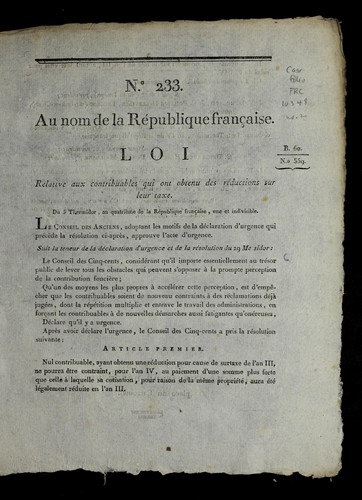 N.° 233.
Case
folio
FRC
Au nom de la République française.
LOI
B. 60.
N.o 559.
Relative aux contribuables qui ont obtenu des réductions sur
leur taxe.
Du 3 Thermidor, an quatrième de la République française, une et indivisible.
LE CONSEIL DES ANCIENS, adoptant les motifs de la déclaration d'urgence qui
précède la résolution ci-après, approuve l'acte d'urgence.
Suit la teneur de la déclaration d'urgence et de la résolution du 29 Messidor:
Le Conseil des Cinq-cents, considérant qu'il importe essentiellement au trésor
public de lever tous les obstacles qui peuvent s'opposer à la prompte perception
de la contribution foncière;
Qu'un des moyens les plus propres à accélérer cette perception, est d'empê-
cher que les contribuables soient de nouveau contraints à des réclamations déjà
jugées, dont la répétition multiplie et entrave le travail des administrations, en
forçant les contribuables à de nouvelles démarches aussi fatigantes qu'onéreuses,
Déclare qu'il y a urgence.
Après avoir déclaré l'urgence, le Conseil des Cinq-cents a pris la résolution
suivante:
ARTICLE PREMIER.
Nul contribuable, ayant obtenu une réduction pour cause de surtaxe de l'an III,
ne pourra être contraint, pour l'an IV, au paiement d'une somme plus forte
que celle à laquelle sa cotisation, pour raison de la même propriété, aura été
légalement réduite en l'an III.